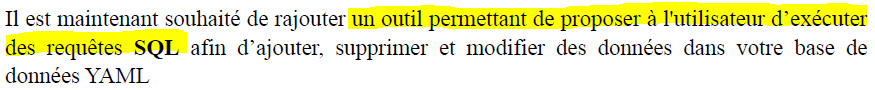 Il est maintenant souhaité de rajouter un outil permettant de proposer à l'utilisateur d’exécuter
des requêtes SQL afin d’ajouter, supprimer et modifier des données dans votre base de
données YAML